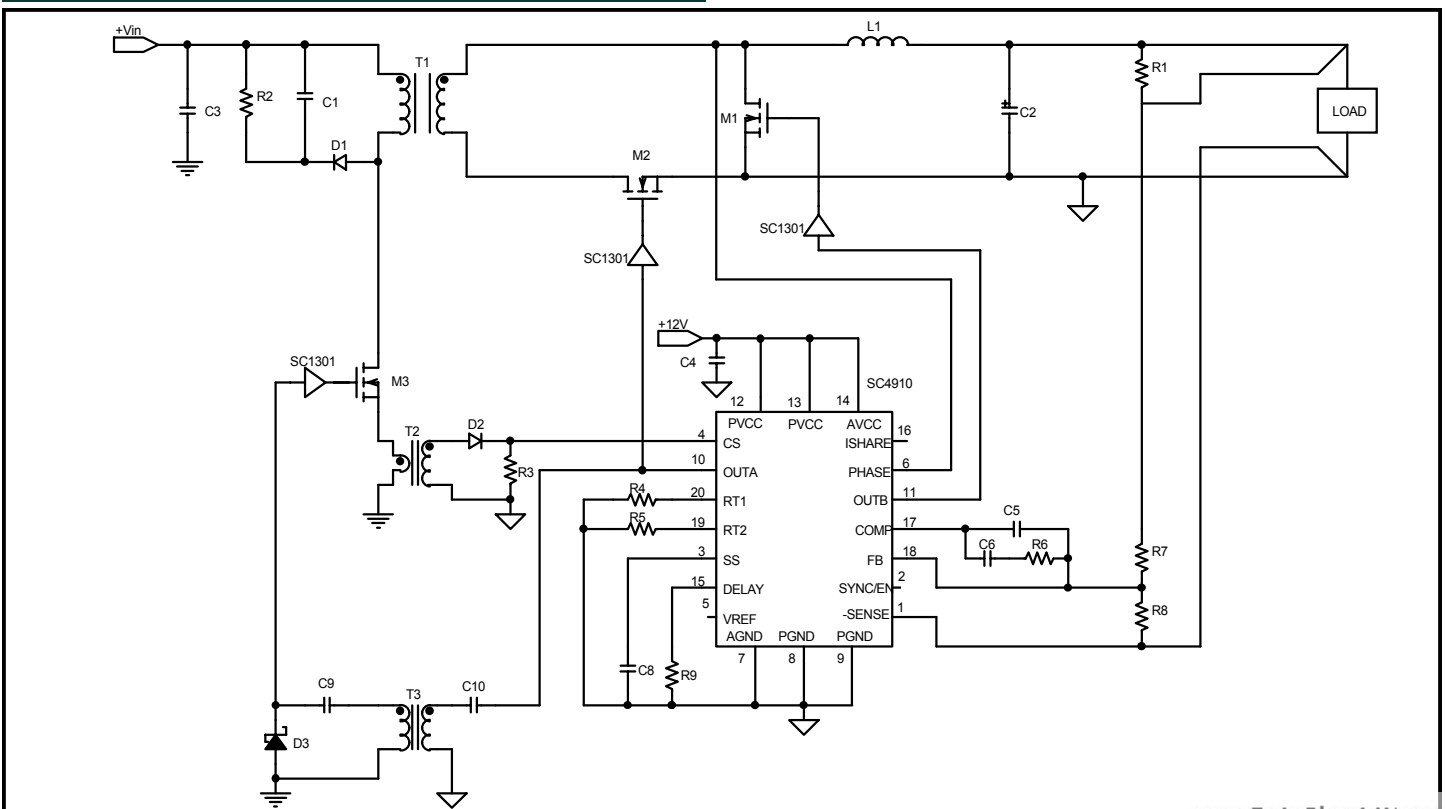 +Vin
L1
T1
R1
R2
C1
C3
C2
LOAD
M1
D1
M2
SC1301
SC1301
+12V
SC1301
C4
SC4910
M3
12
13
14
PVCC
PVCC
AVCC
T2
D2
4
CS
ISHARE
16
R3
10
OUTA
PHASE
6
R4
20
RT1
OUTB
11
R5
19
RT2
COMP
17
C5
C6
R6
3
SS
FB
18
R7
15
DELAY
SYNC/EN
2
5
VREF
-SENSE
1
R8
AGND
PGND
PGND
7
8
9
C8
R9
C9
T3
C10
D3